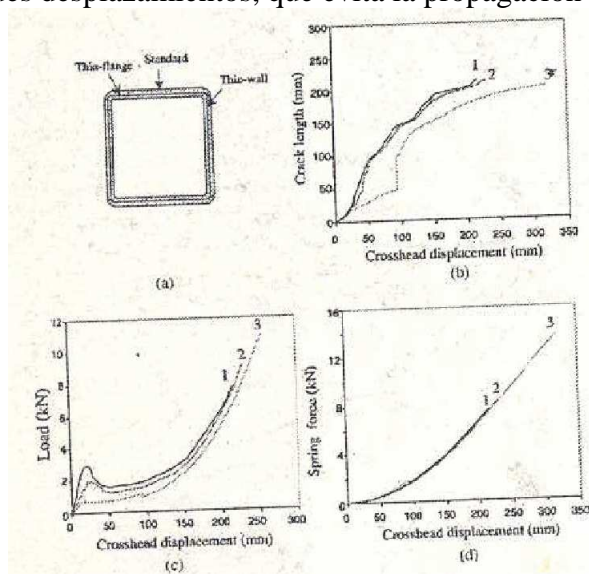 tes desplazamientos, que evita la propagación
Thin-flange
Standard
Thin-wall
(a)
Crack length (mm)
300
250
200
150
100
50
0
0 50 100 150 200 250 300 350
1
2
3
Crosshead displacement (mm)
(b)
Load (kN)
12
10
8
6
4
2
0
0 50 100 150 200 250 300
1
2
3
Crosshead displacement (mm)
(c)
Spring force (kN)
16
12
8
4
0
0 50 100 150 200 250 300 350
1
2
3
Crosshead displacement (mm)
(d)